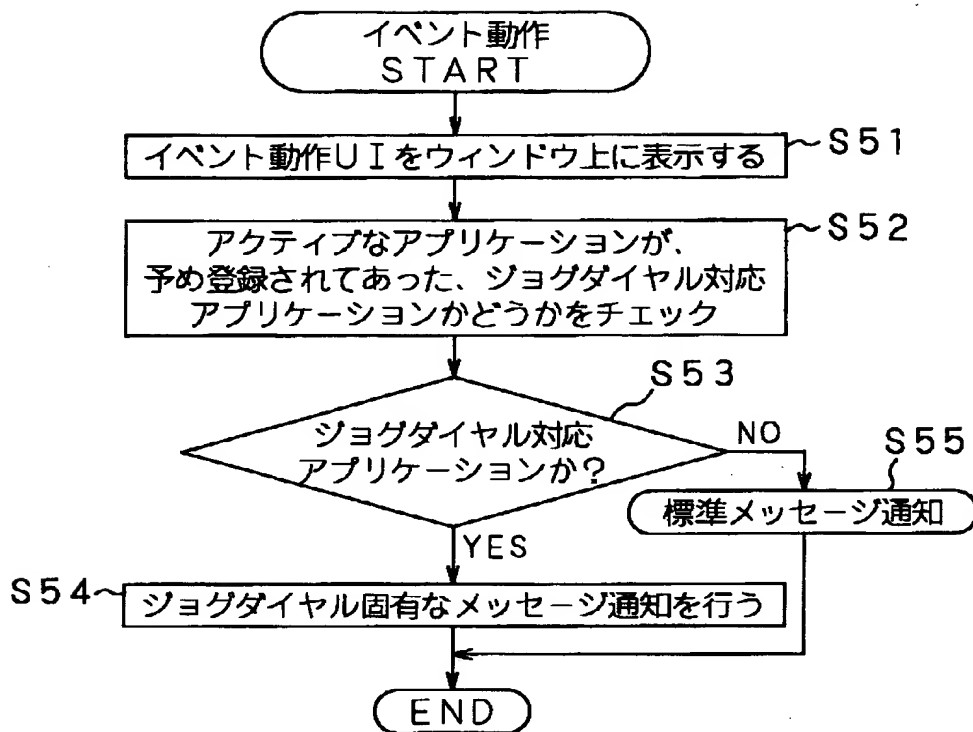 イベント動作
START
イベント動作UIをウィンドウ上に表示する
S51
アクティブなアプリケーションが、
予め登録されてあった、ジョグダイヤル対応
アプリケーションかどうかをチェック
S52
ジョグダイヤル対応
アプリケーションか?
S53
NO
S55
標準メッセージ通知
YES
S54
ジョグダイヤル固有なメッセージ通知を行う
END